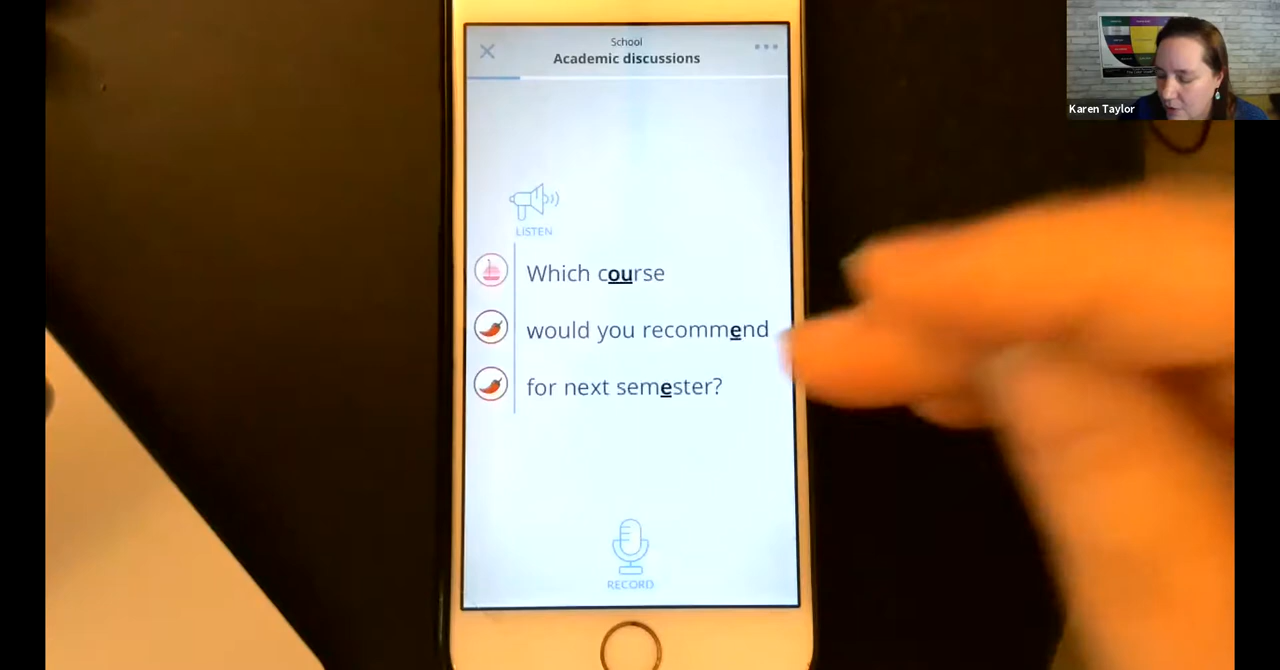 School
Academic discussions
LISTEN
Which course
would you recommend
for next semester?
RECORD
Karen Taylor